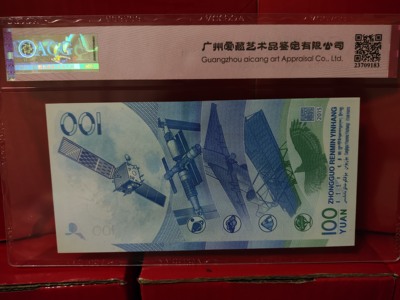 广州爱藏艺术品鉴定有限公司
Guangzhou aicang art Appraisal Co., Ltd.
23709183
100
ZHONGGUO RENMIN YINHANG
100
YUAN